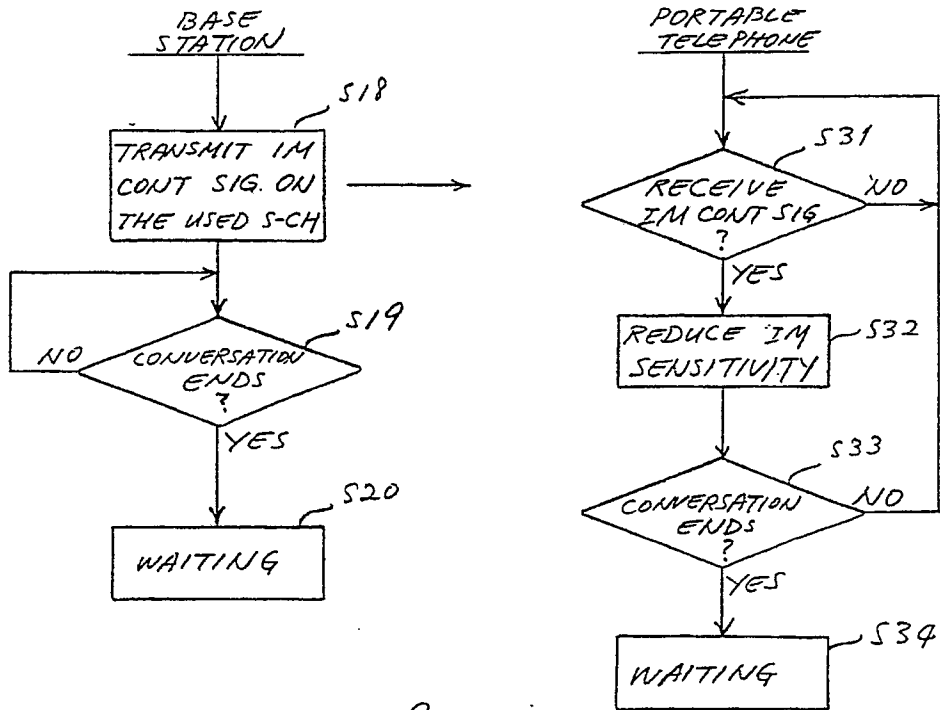 BASE
STATION
S18
TRANSMIT IM
CONT SIG. ON
THE USED S-CH
S19
NO
CONVERSATION
ENDS
?
YES
S20
WAITING
PORTABLE
TELEPHONE
S31
RECEIVE
IM CONT SIG
?
NO
YES
REDUCE IM
SENSITIVITY
S32
S33
CONVERSATION
ENDS
?
NO
YES
S34
WAITING